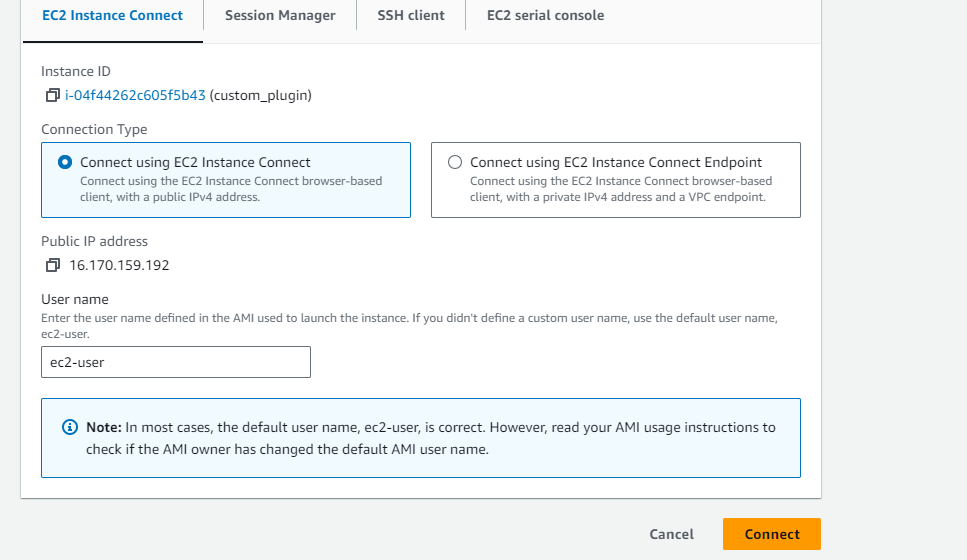 EC2 Instance Connect
Session Manager
SSH client
EC2 serial console
Instance ID
i-04f44262c605f5b43 (custom_plugin)
Connection Type
Connect using EC2 Instance Connect
Connect using the EC2 Instance Connect browser-based
client, with a public IPv4 address.
Connect using EC2 Instance Connect Endpoint
Connect using the EC2 Instance Connect browser-based
client, with a private IPv4 address and a VPC endpoint.
Public IP address
16.170.159.192
User name
Enter the user name defined in the AMI used to launch the instance. If you didn't define a custom user name, use the default user name,
ec2-user.
ec2-user
Note: In most cases, the default user name, ec2-user, is correct. However, read your AMI usage instructions to
check if the AMI owner has changed the default AMI user name.
Cancel
Connect